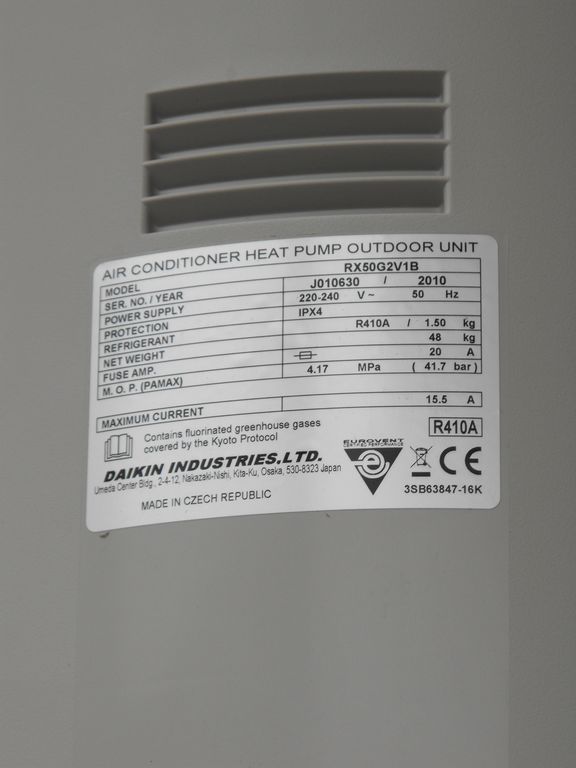 AIR CONDITIONER HEAT PUMP OUTDOOR UNIT
MODEL RX50G2V1B
SER. NO. / YEAR J010630 / 2010
POWER SUPPLY 220-240 V ~ 50 Hz
PROTECTION IPX4
REFRIGERANT R410A / 1.50 kg
NET WEIGHT 48 kg
FUSE AMP. 20 A
M. O. P. (PAMAX) 4.17 MPa ( 41.7 bar )
MAXIMUM CURRENT 15.5 A
Contains fluorinated greenhouse gases
covered by the Kyoto Protocol
R410A
DAIKIN INDUSTRIES.LTD.
Umeda Center Bldg., 2-4-12, Nakazaki-Nishi, Kita-Ku, Osaka, 530-8323 Japan
MADE IN CZECH REPUBLIC
EUROVENT
CERTIFIED PERFORMANCE
CE
3SB63847-16K